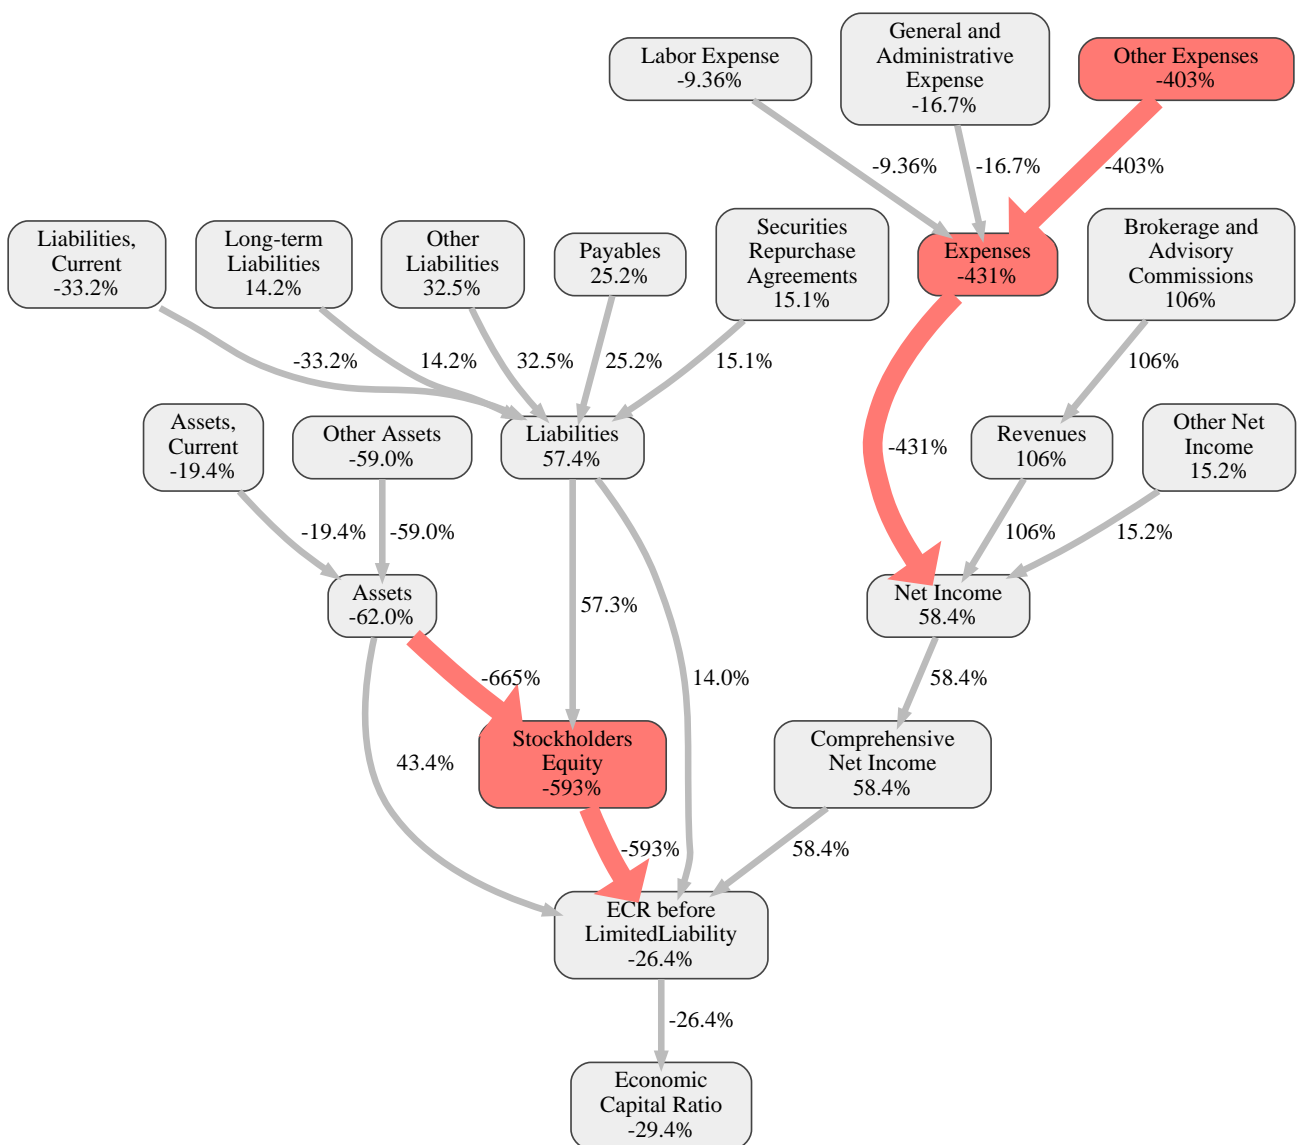 Labor Expense
-9.36%
General and
Administrative
Expense
-16.7%
Other Expenses
-403%
-9.36%
-16.7%
-403%
Liabilities,
Current
-33.2%
Long-term
Liabilities
14.2%
Other
Liabilities
32.5%
Payables
25.2%
Securities
Repurchase
Agreements
15.1%
Expenses
-431%
Brokerage and
Advisory
Commissions
106%
-33.2%
14.2%
32.5%
25.2%
15.1%
106%
Assets,
Current
-19.4%
Other Assets
-59.0%
Liabilities
57.4%
-431%
Revenues
106%
Other Net
Income
15.2%
-19.4%
-59.0%
106%
15.2%
Assets
-62.0%
57.3%
Net Income
58.4%
-665%
14.0%
58.4%
43.4%
Stockholders
Equity
-593%
Comprehensive
Net Income
58.4%
-593%
58.4%
ECR before
LimitedLiability
-26.4%
-26.4%
Economic
Capital Ratio
-29.4%